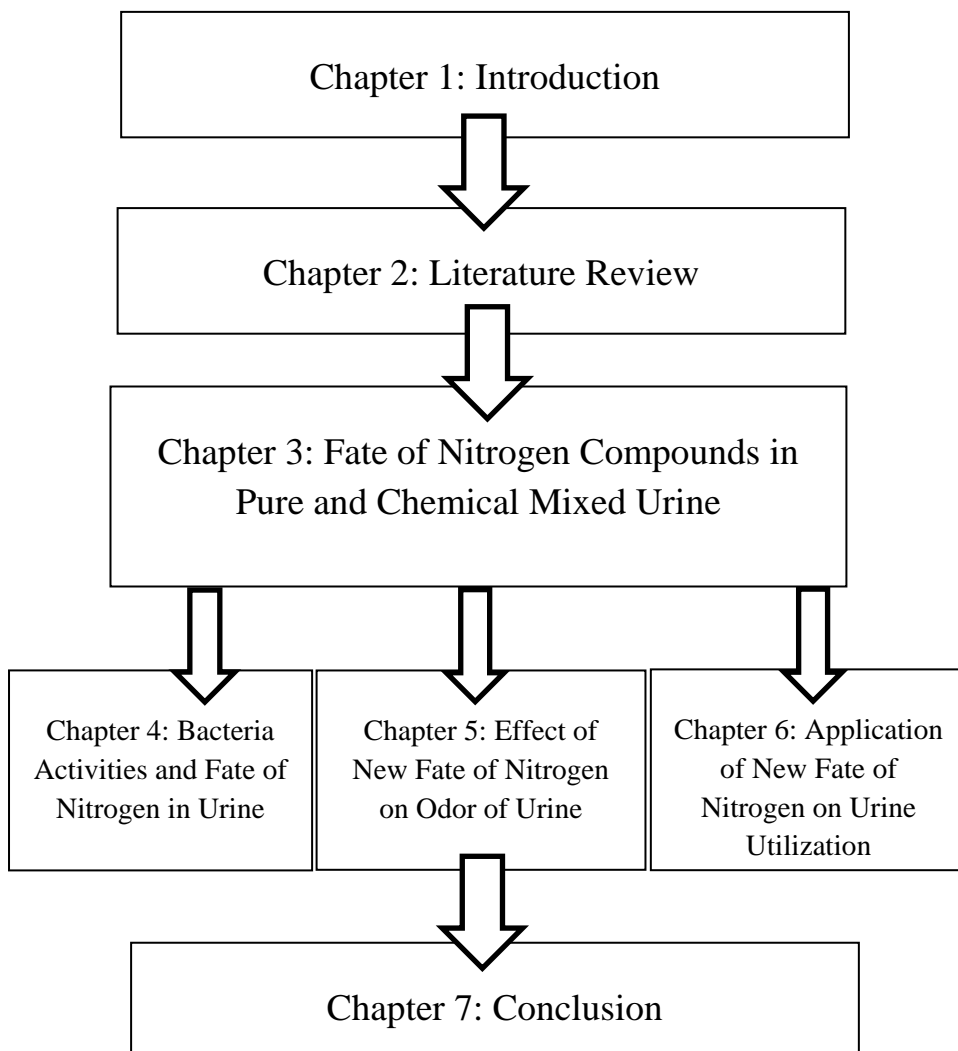 Chapter 1: Introduction
Chapter 2: Literature Review
Chapter 3: Fate of Nitrogen Compounds in
Pure and Chemical Mixed Urine
Chapter 4: Bacteria
Activities and Fate of
Nitrogen in Urine
Chapter 5: Effect of
New Fate of Nitrogen
on Odor of Urine
Chapter 6: Application
of New Fate of
Nitrogen on Urine
Utilization
Chapter 7: Conclusion